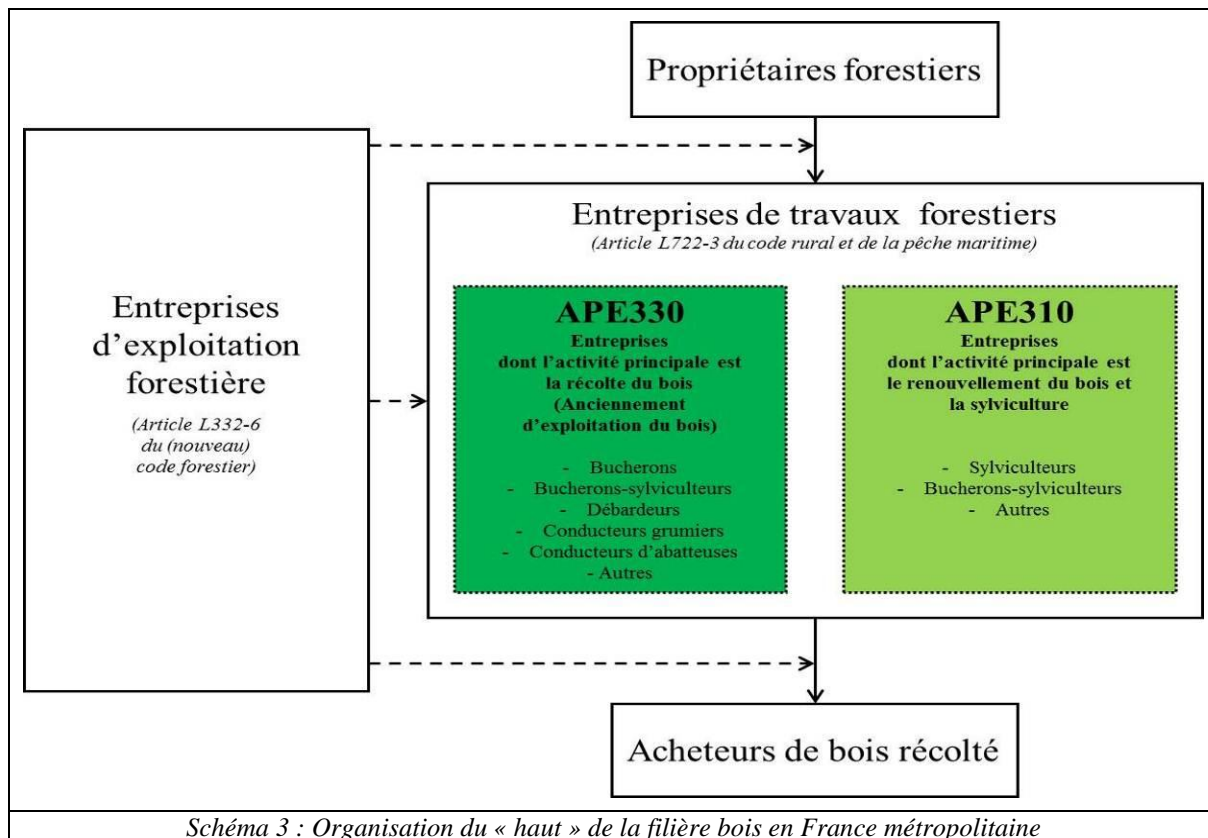 Propriétaires forestiers
Entreprises de travaux forestiers
(Article L722-3 du code rural et de la pêche maritime)
Entreprises
d'exploitation
forestière
(Article L332-6
du (nouveau)
code forestier)
APE330
Entreprises
dont l'activité principale est
la récolte du bois
(Anciennement
d'exploitation du bois)
- Bucherons
- Bucherons-sylviculteurs
- Débardeurs
- Conducteurs grumiers
- Conducteurs d'abatteuses
- Autres
APE310
Entreprises
dont l'activité principale est
le renouvellement du bois et
la sylviculture
- Sylviculteurs
- Bucherons-sylviculteurs
- Autres
Acheteurs de bois récolté
Schéma 3 : Organisation du « haut » de la filière bois en France métropolitaine